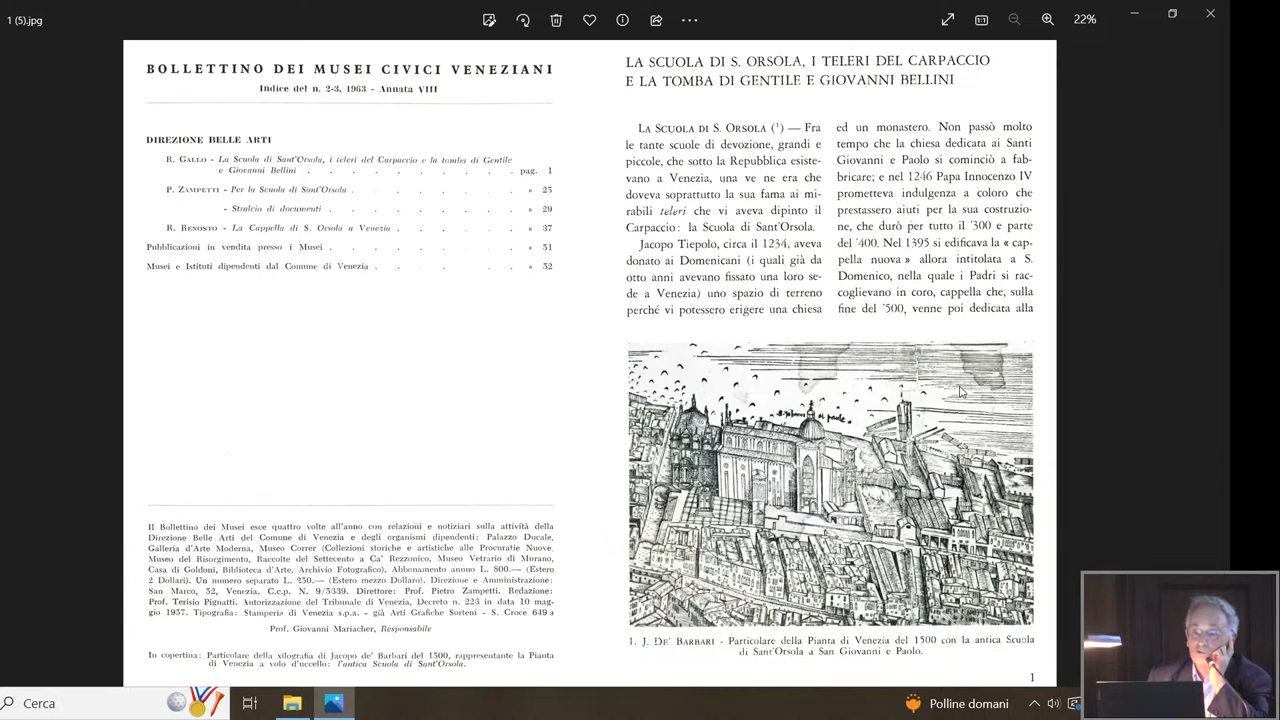 1 (5).jpg
22%
BOLLETTINO DEI MUSEI CIVICI VENEZIANI
Indice del n. 2-3, 1963 - Annata VIII
DIREZIONE BELLE ARTI
R. GALLO - La Scuola di Sant'Orsola, i teleri del Carpaccio e la tomba di Gentile
e Giovanni Bellini . . . . . . . pag. 1
P. ZAMPETTI - Per la Scuola di Sant'Orsola . . . . . . » 25
- Stralcio di documenti . . . . . . » 29
R. RENOSTO - La Cappella di S. Orsola a Venezia . . . . . » 37
Pubblicazioni in vendita presso i Musei . . . . . . » 51
Musei e Istituti dipendenti dal Comune di Venezia . . . . . » 52
Il Bollettino dei Musei esce quattro volte all'anno con relazioni e notiziari sulla attività della
Direzione Belle Arti del Comune di Venezia e degli organismi dipendenti: Palazzo Ducale,
Galleria d'Arte Moderna, Museo Correr (Collezioni storiche e artistiche alle Procuratie Nuove,
Museo del Risorgimento, Raccolte del Settecento a Ca' Rezzonico, Museo Vetrario di Murano,
Casa di Goldoni, Biblioteca d'Arte, Archivio Fotografico). Abbonamento annuo L. 800.— (Estero
2 Dollari). Un numero separato L. 250.— (Estero mezzo Dollaro). Direzione e Amministrazione:
San Marco, 52, Venezia. C.c.p. N. 9/5339. Direttore: Prof. Pietro Zampetti. Redazione:
Prof. Terisio Pignatti. Autorizzazione del Tribunale di Venezia, Decreto n. 223 in data 10 mag-
gio 1957. Tipografia: Stamperia di Venezia s.p.a. - già Arti Grafiche Sorteni - S. Croce 649 a
Prof. Giovanni Mariacher, Responsabile
In copertina: Particolare della xilografia di Jacopo de' Barbari del 1500, rappresentante la Pianta
di Venezia a volo d'uccello: l'antica Scuola di Sant'Orsola.
LA SCUOLA DI S. ORSOLA, I TELERI DEL CARPACCIO
E LA TOMBA DI GENTILE E GIOVANNI BELLINI
LA SCUOLA DI S. ORSOLA (¹) — Fra
le tante scuole di devozione, grandi e
piccole, che sotto la Repubblica esiste-
vano a Venezia, una ve ne era che
doveva soprattutto la sua fama ai mi-
rabili teleri che vi aveva dipinto il
Carpaccio: la Scuola di Sant'Orsola.
Jacopo Tiepolo, circa il 1234, aveva
donato ai Domenicani (i quali già da
otto anni avevano fissato una loro se-
de a Venezia) uno spazio di terreno
perché vi potessero erigere una chiesa
ed un monastero. Non passò molto
tempo che la chiesa dedicata ai Santi
Giovanni e Paolo si cominciò a fab-
bricare; e nel 1246 Papa Innocenzo IV
prometteva indulgenza a coloro che
prestassero aiuti per la sua costruzio-
ne, che durò per tutto il '300 e parte
del '400. Nel 1395 si edificava la « cap-
pella nuova » allora intitolata a S.
Domenico, nella quale i Padri si rac-
coglievano in coro, cappella che, sulla
fine del '500, venne poi dedicata alla
1. J. DE' BARBARI - Particolare della Pianta di Venezia del 1500 con la antica Scuola
di Sant'Orsola a San Giovanni e Paolo.
1
Cerca
Polline domani